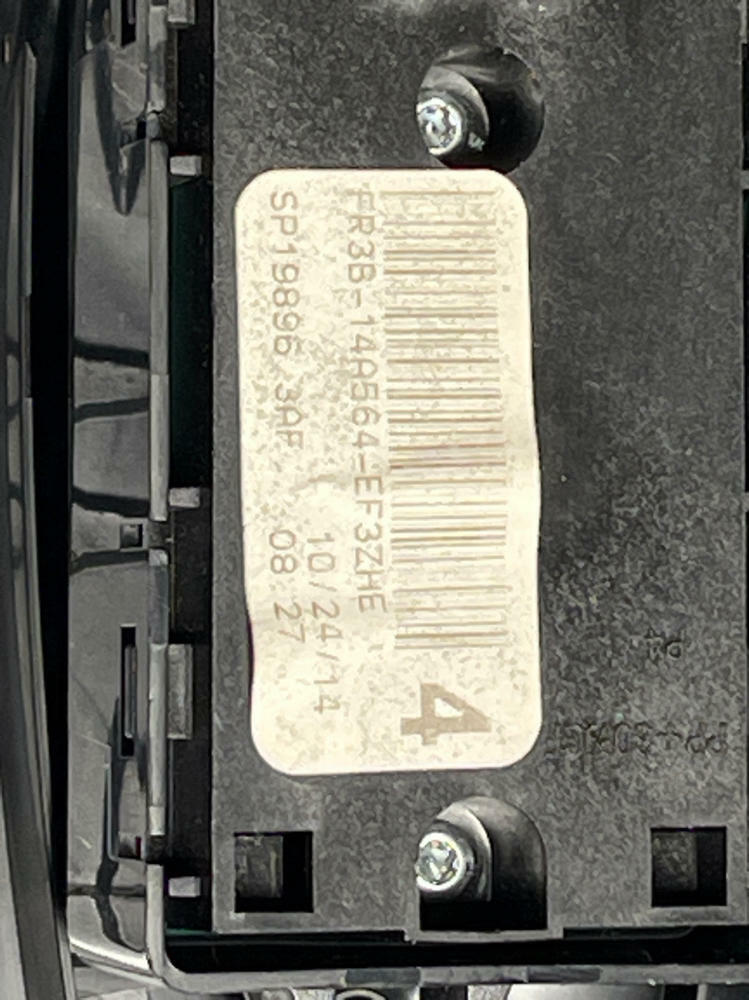 FR3B-14A564-EF3ZHE
10/24/14
SP19896 3AF 08 27
4